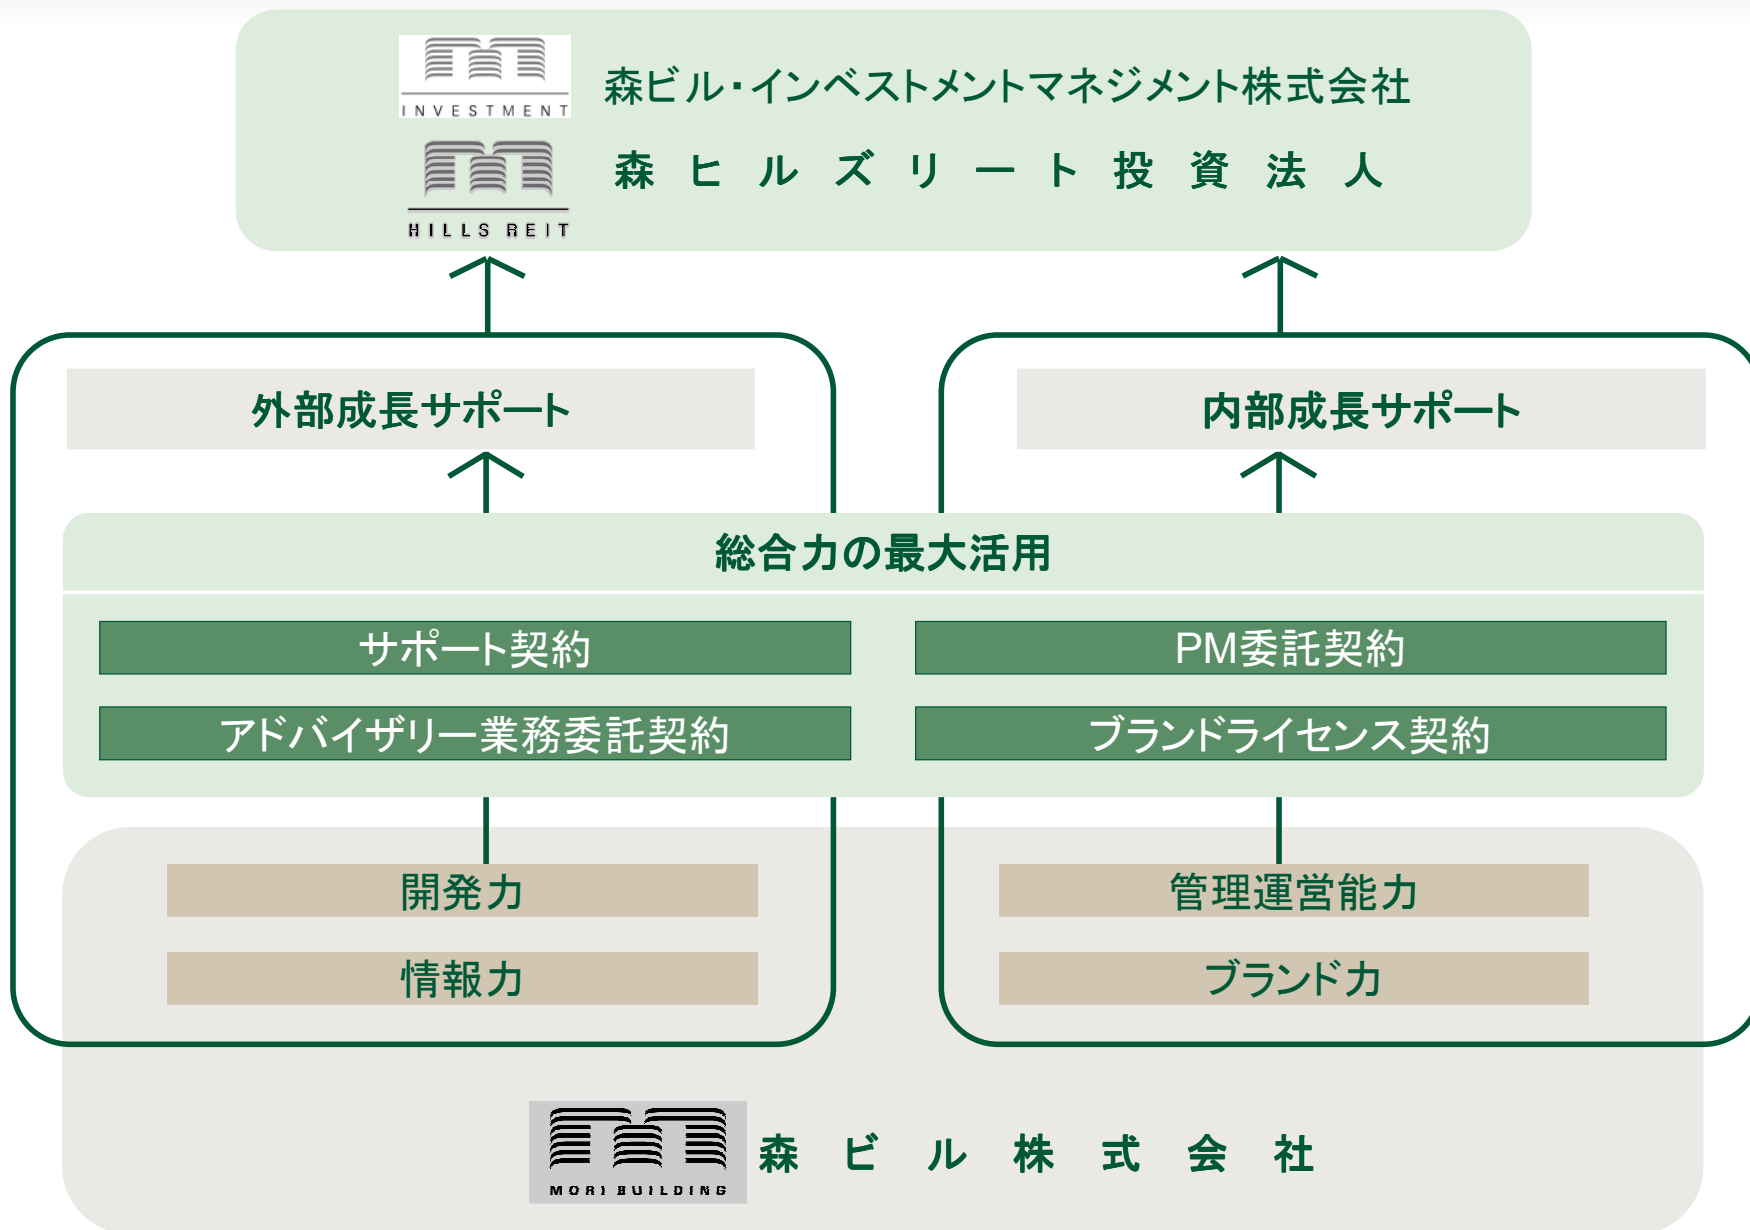 INVESTMENT
森ビル・インベストメントマネジメント株式会社
HILLS REIT
森ヒルズリート投資法人
外部成長サポート
内部成長サポート
総合力の最大活用
サポート契約
PM委託契約
アドバイザリー業務委託契約
ブランドライセンス契約
開発力
管理運営能力
情報力
ブランド力
MORI BUILDING
森ビル株式会社